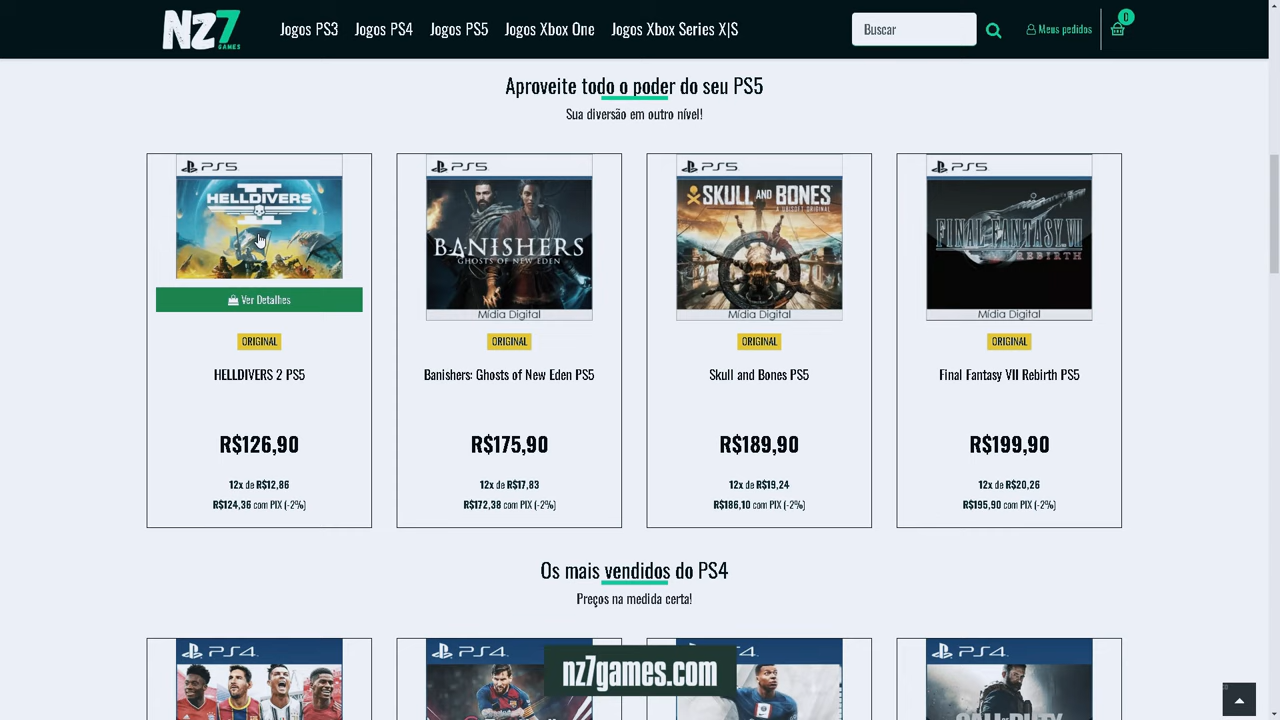 NZ7 GAMES
Jogos PS3 Jogos PS4 Jogos PS5 Jogos Xbox One Jogos Xbox Series X|S
Buscar
Meus pedidos
0
Aproveite todo o poder do seu PS5
Sua diversão em outro nível!
PS5
HELLDIVERS II
Ver Detalhes
ORIGINAL
HELLDIVERS 2 PS5
R$126,90
12x de R$12,86
R$124,36 com PIX (-2%)
PS5
BANISHERS
GHOSTS OF NEW EDEN
Mídia Digital
ORIGINAL
Banishers: Ghosts of New Eden PS5
R$175,90
12x de R$17,83
R$172,38 com PIX (-2%)
PS5
SKULL AND BONES
A UBISOFT ORIGINAL
Mídia Digital
ORIGINAL
Skull and Bones PS5
R$189,90
12x de R$19,24
R$186,10 com PIX (-2%)
PS5
FINAL FANTASY VII
REBIRTH
Mídia Digital
ORIGINAL
Final Fantasy VII Rebirth PS5
R$199,90
12x de R$20,26
R$195,90 com PIX (-2%)
Os mais vendidos do PS4
Preços na medida certa!
PS4
PS4
PS4
CALL OF DUTY
nz7games.com